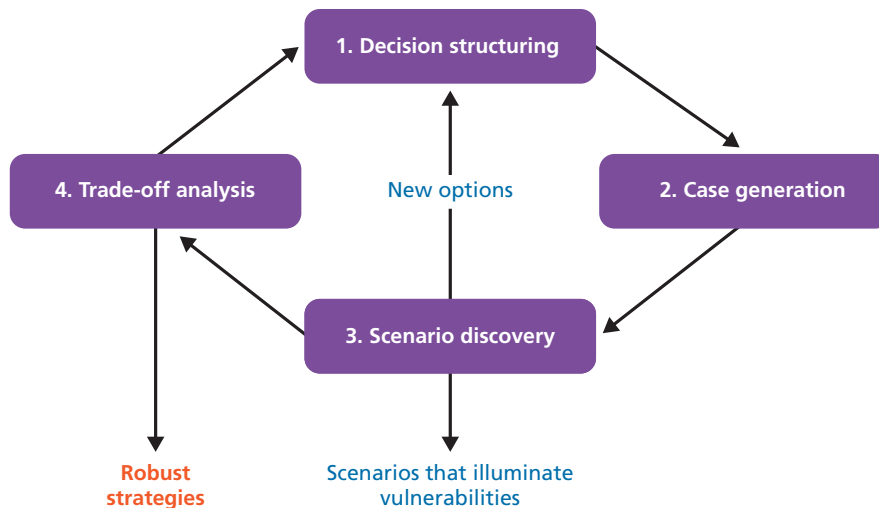 1. Decision structuring
4. Trade-off analysis
New options
2. Case generation
3. Scenario discovery
Robust
strategies
Scenarios that illuminate
vulnerabilities